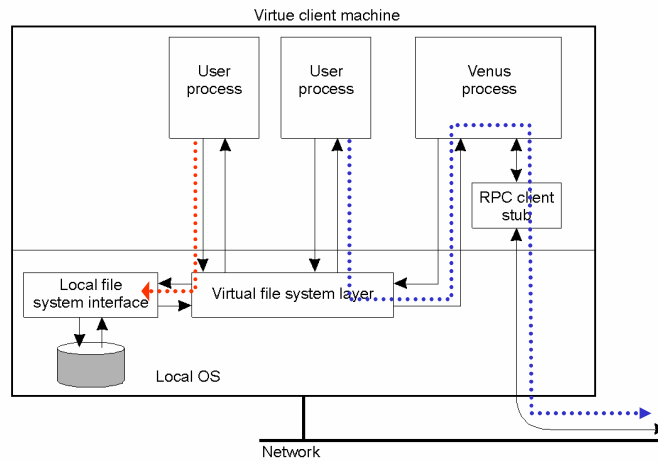 Virtue client machine
User
process
User
process
Venus
process
RPC client
stub
Local file
system interface
Virtual file system layer
Local OS
Network